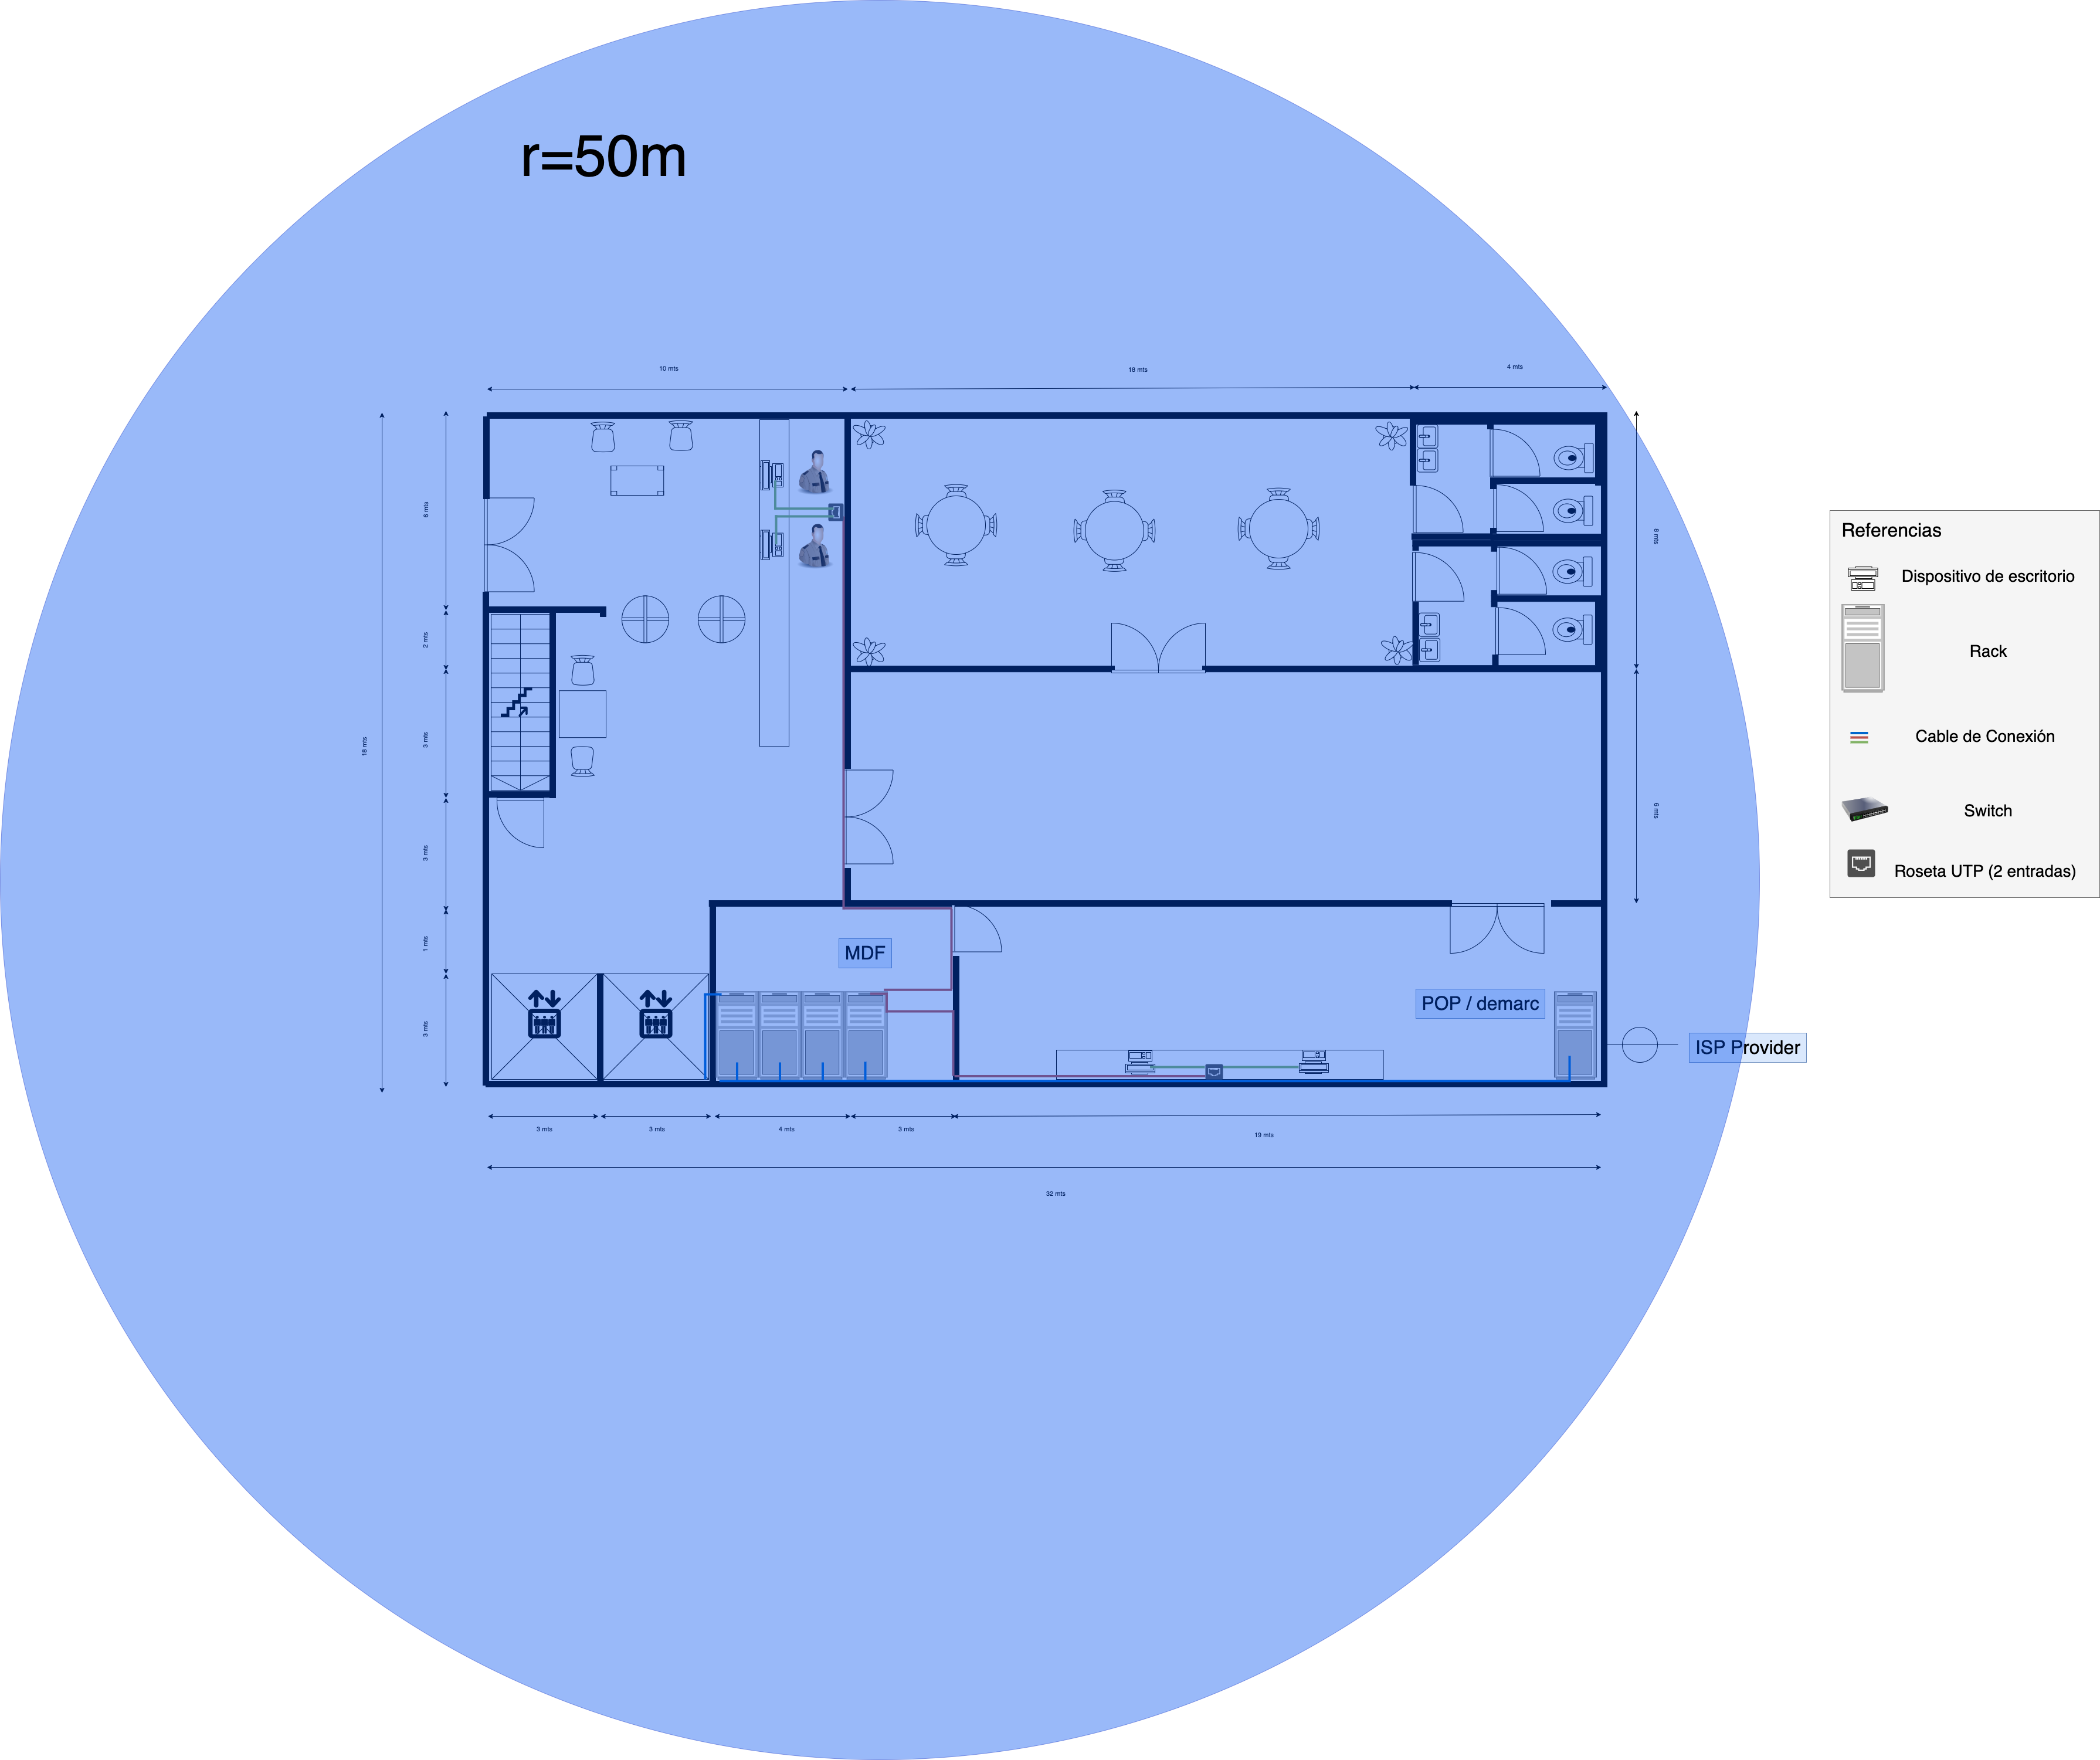 r=50m
10 mts
18 mts
4 mts
6 mts
8 mts
Referencias
Dispositivo de escritorio
Rack
Cable de Conexión
Switch
Roseta UTP (2 entradas)
2 mts
18 mts
3 mts
6 mts
3 mts
1 mts
MDF
POP / demarc
3 mts
ISP Provider
3 mts
3 mts
4 mts
3 mts
19 mts
32 mts